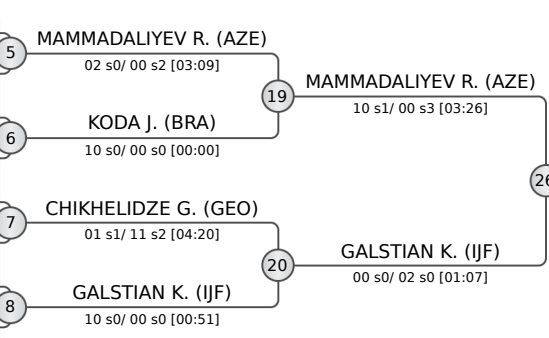 5
MAMMADALIYEV R. (AZE)
02 s0/ 00 s2 [03:09]
19
MAMMADALIYEV R. (AZE)
10 s1/ 00 s3 [03:26]
6
KODA J. (BRA)
10 s0/ 00 s0 [00:00]
26
7
CHIKHELIDZE G. (GEO)
01 s1/ 11 s2 [04:20]
20
GALSTIAN K. (IJF)
00 s0/ 02 s0 [01:07]
8
GALSTIAN K. (IJF)
10 s0/ 00 s0 [00:51]